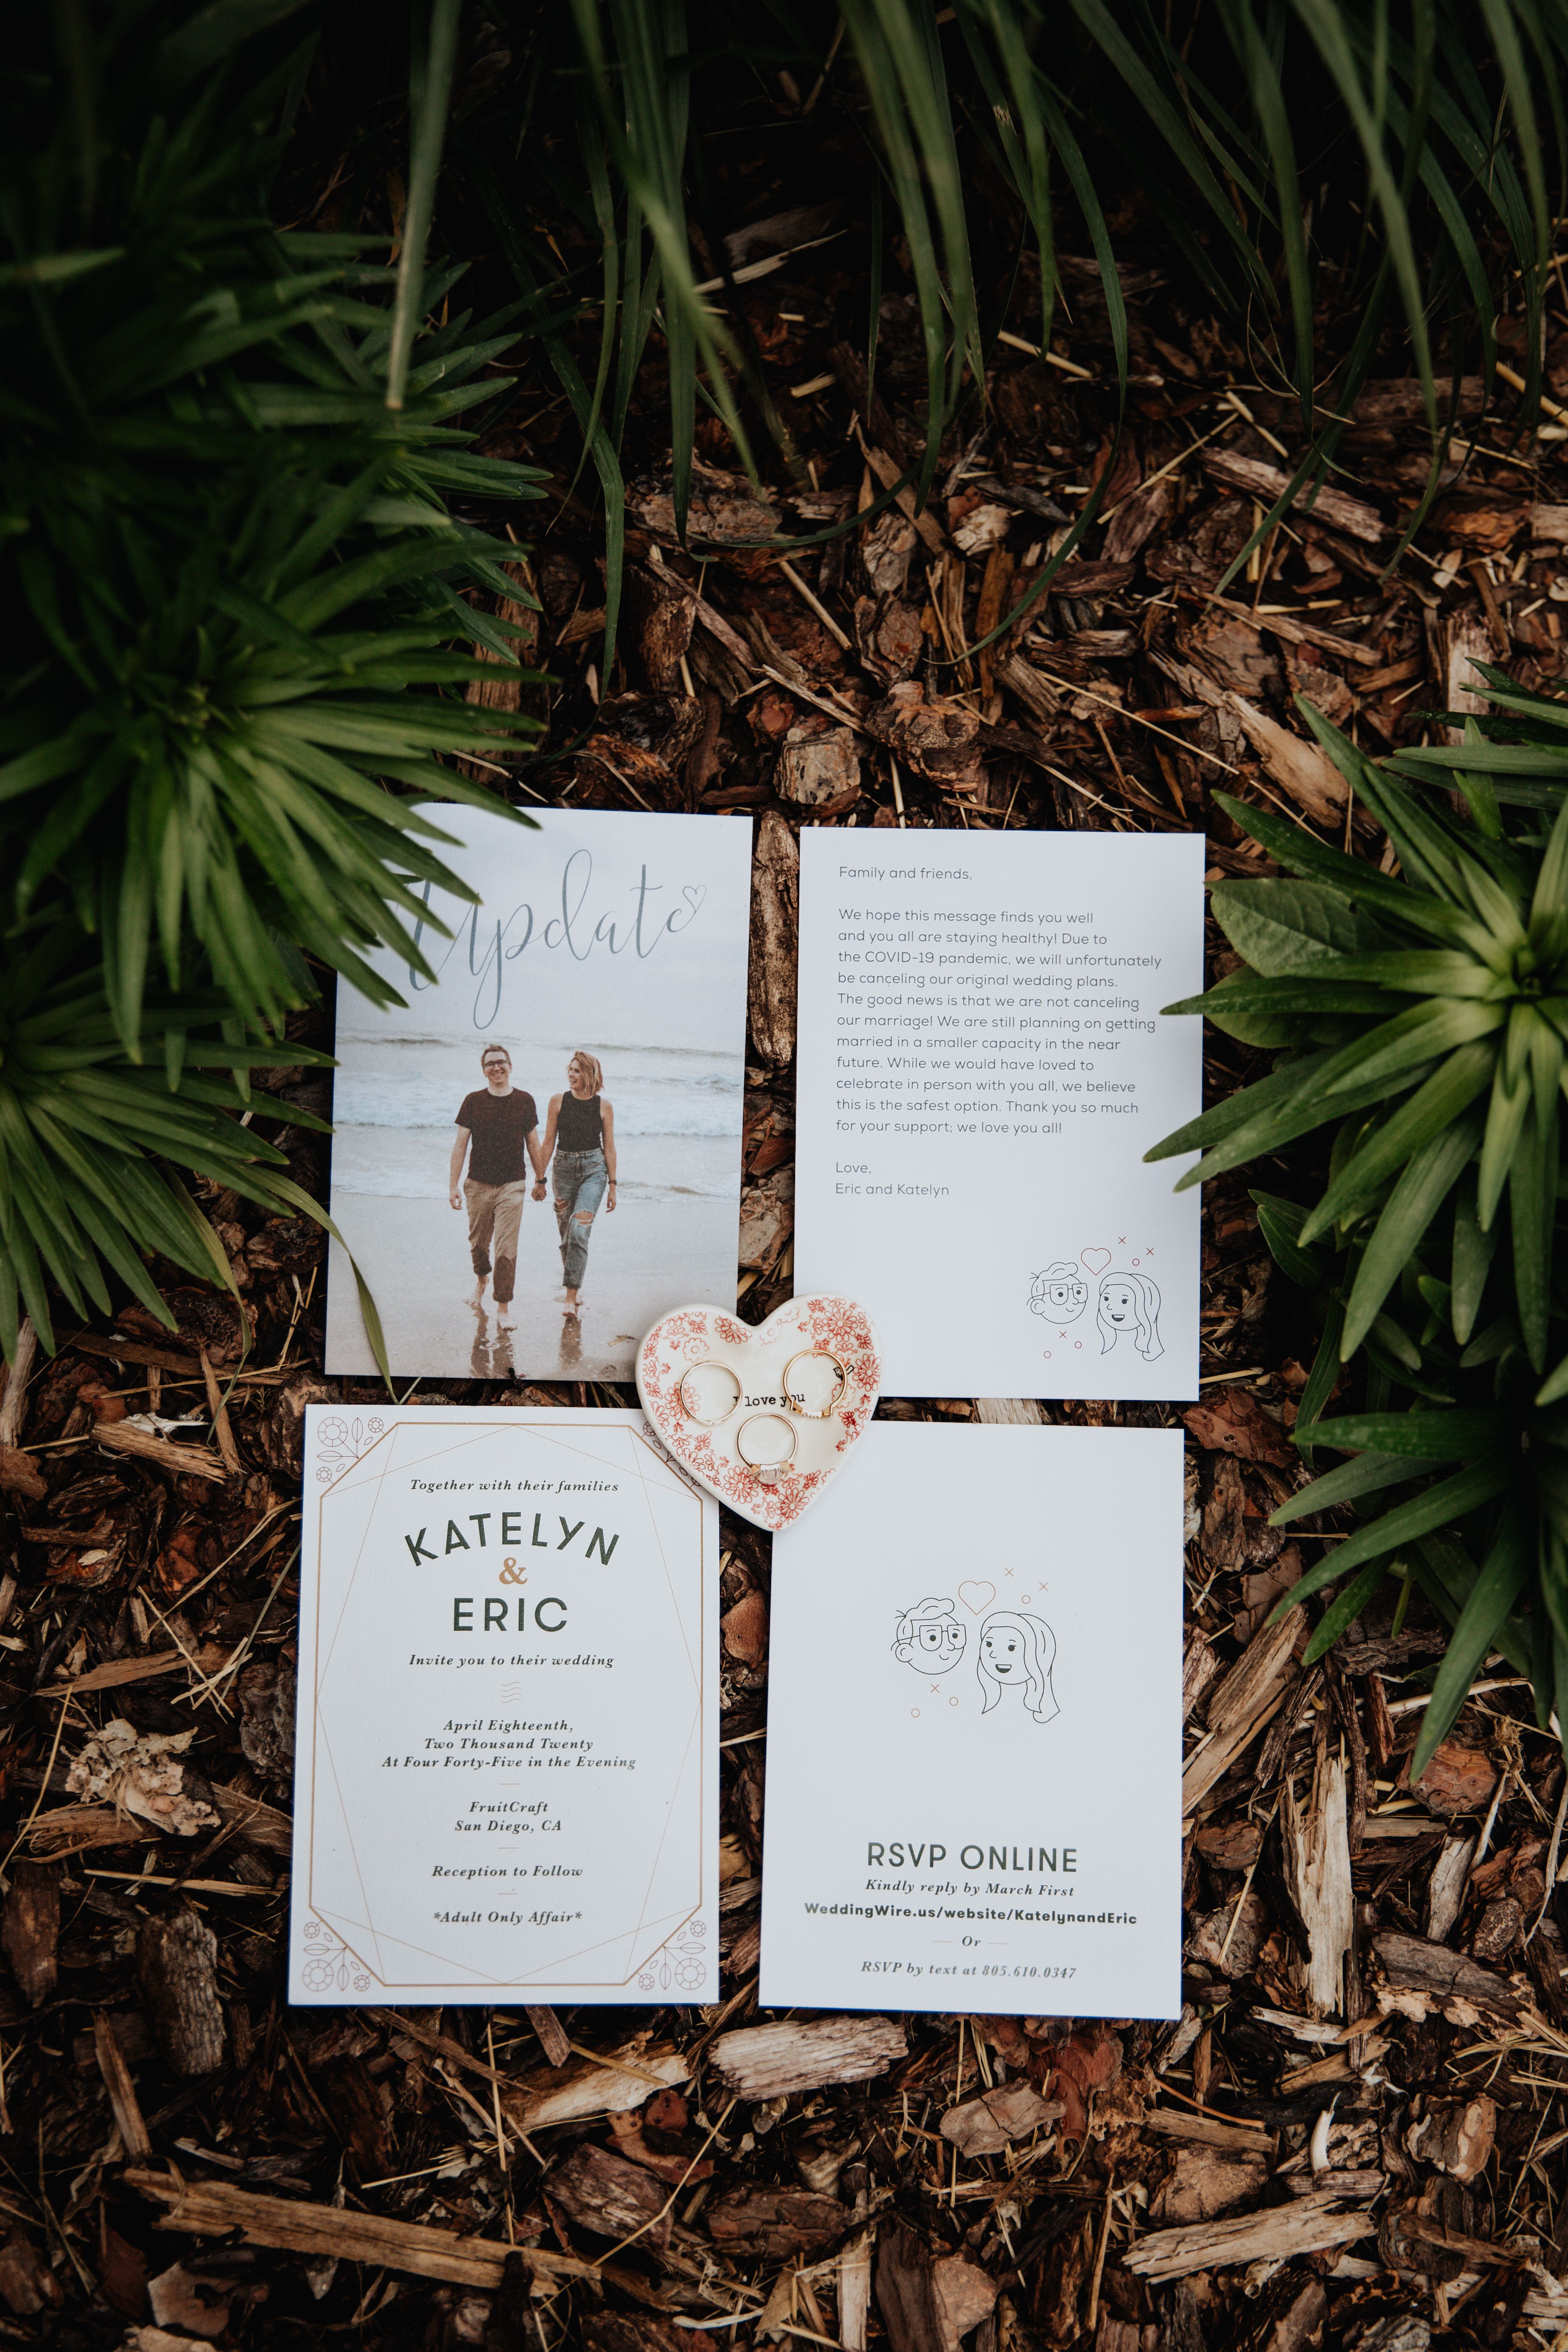 Update
Family and friends,
We hope this message finds you well
and you all are staying healthy! Due to
the COVID-19 pandemic, we will unfortunately
be canceling our original wedding plans.
The good news is that we are not canceling
our marriage! We are still planning on getting
married in a smaller capacity in the near
future. While we would have loved to
celebrate in person with you all, we believe
this is the safest option. Thank you so much
for your support; we love you all!
Love,
Eric and Katelyn
I love you
Together with their families
KATELYN
&
ERIC
Invite you to their wedding
April Eighteenth,
Two Thousand Twenty
At Four Forty-Five in the Evening
FruitCraft
San Diego, CA
Reception to Follow
*Adult Only Affair*
RSVP ONLINE
Kindly reply by March First
WeddingWire.us/website/KatelynandEric
Or
RSVP by text at 805.610.0347